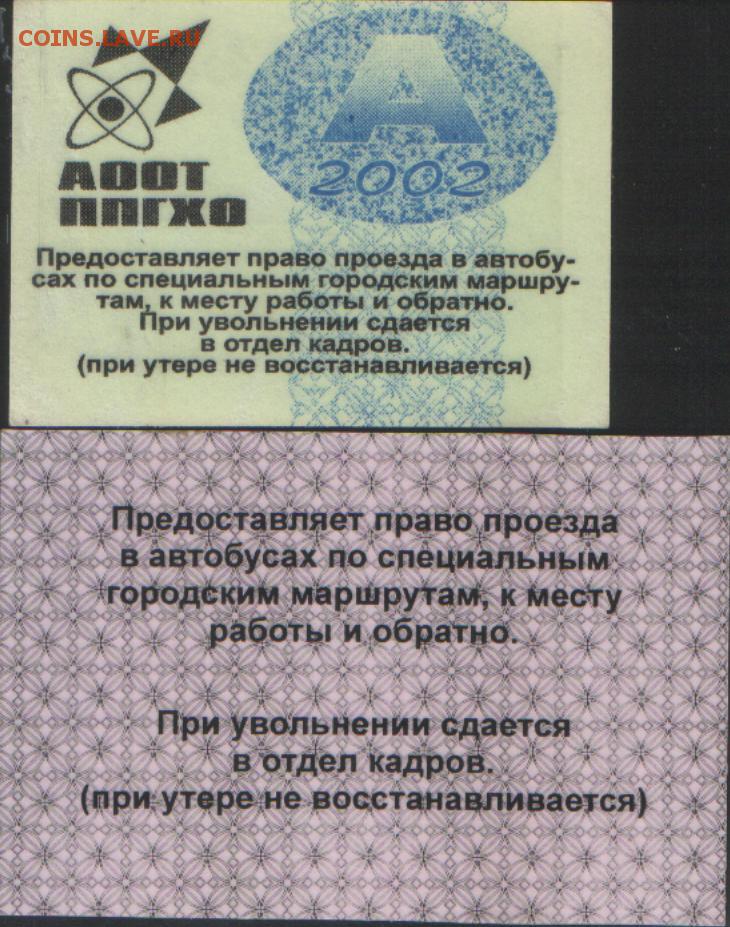 COINS.LAVE.RU
А
2002
АООТ
ППГХО
Предоставляет право проезда в автобу-
сах по специальным городским маршру-
там, к месту работы и обратно.
При увольнении сдается
в отдел кадров.
(при утере не восстанавливается)
Предоставляет право проезда
в автобусах по специальным
городским маршрутам, к месту
работы и обратно.
При увольнении сдается
в отдел кадров.
(при утере не восстанавливается)